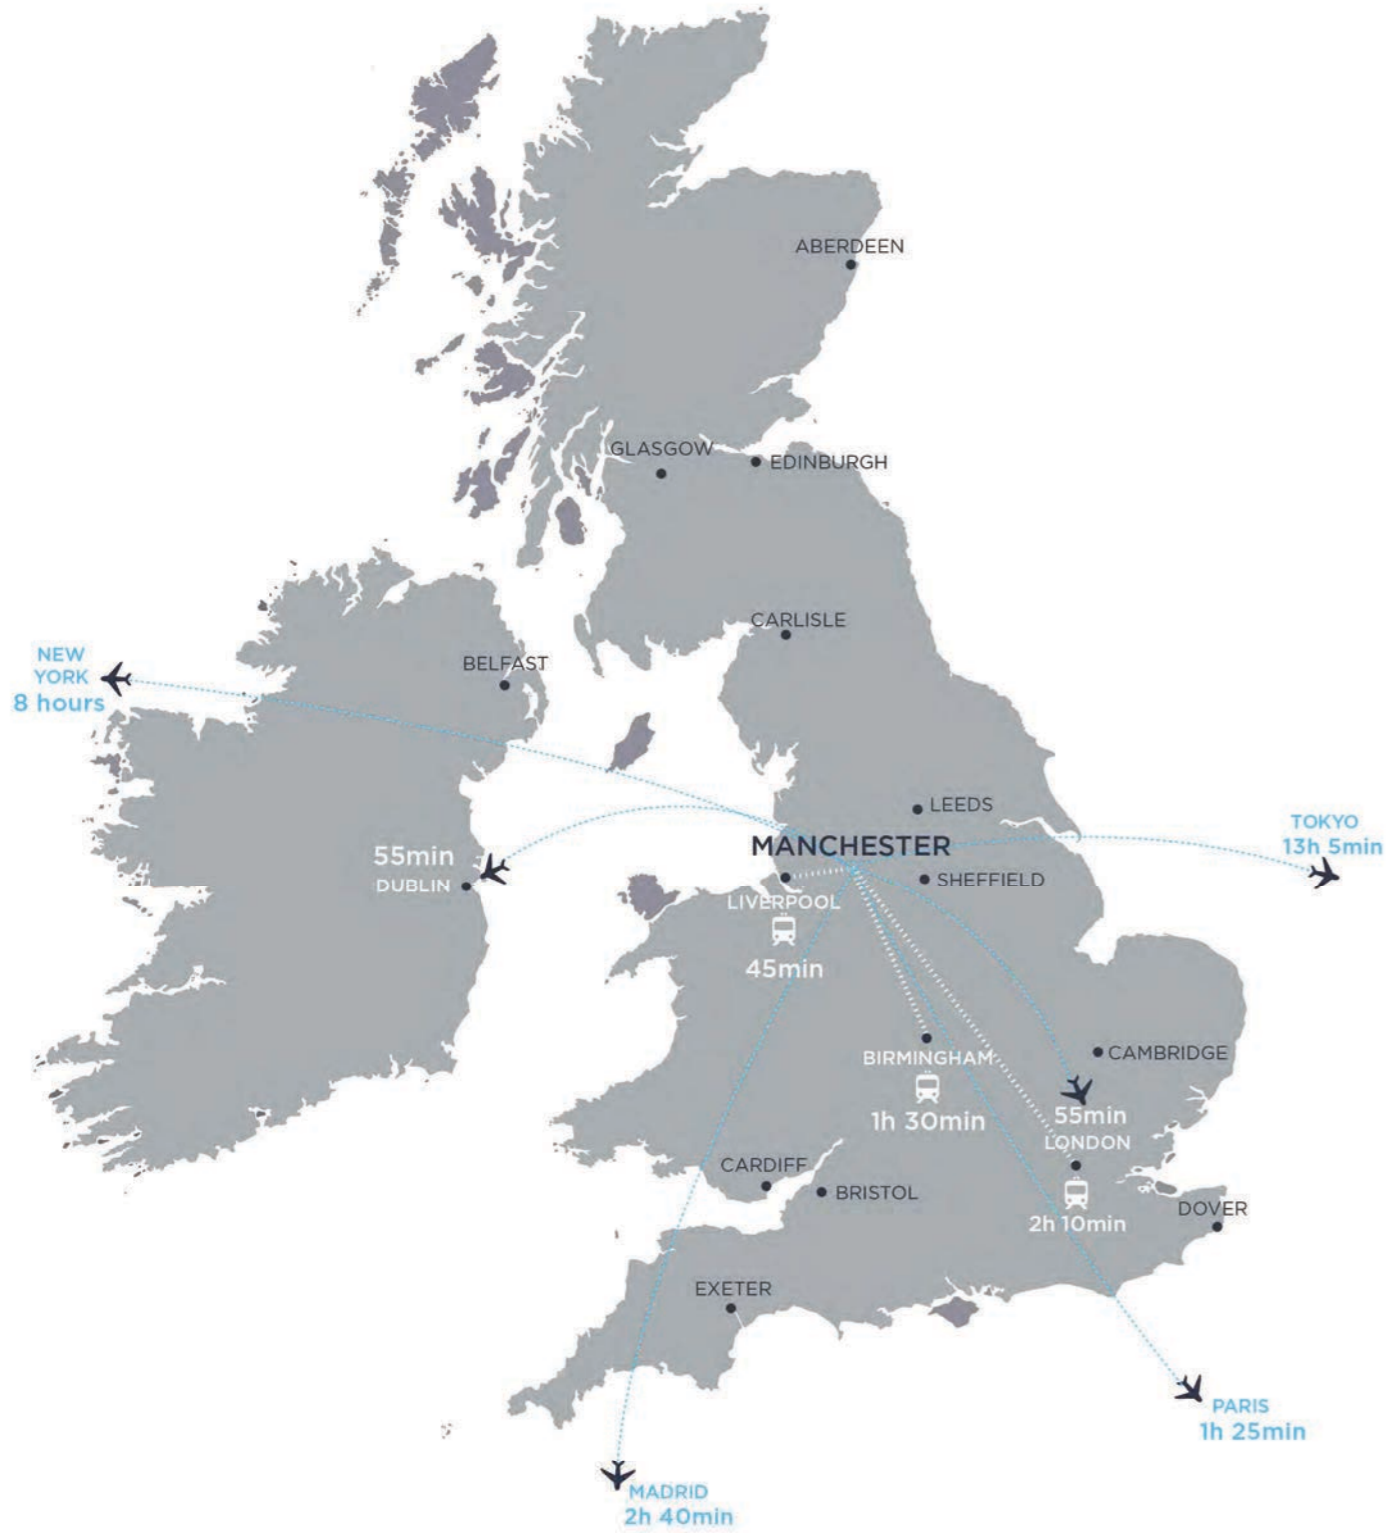 ABERDEEN
GLASGOW
EDINBURGH
CARLISLE
NEW
YORK
8 hours
BELFAST
LEEDS
TOKYO
13h 5min
MANCHESTER
55min
DUBLIN
SHEFFIELD
LIVERPOOL
45min
BIRMINGHAM
1h 30min
CAMBRIDGE
55min
LONDON
2h 10min
CARDIFF
BRISTOL
DOVER
EXETER
PARIS
1h 25min
MADRID
2h 40min